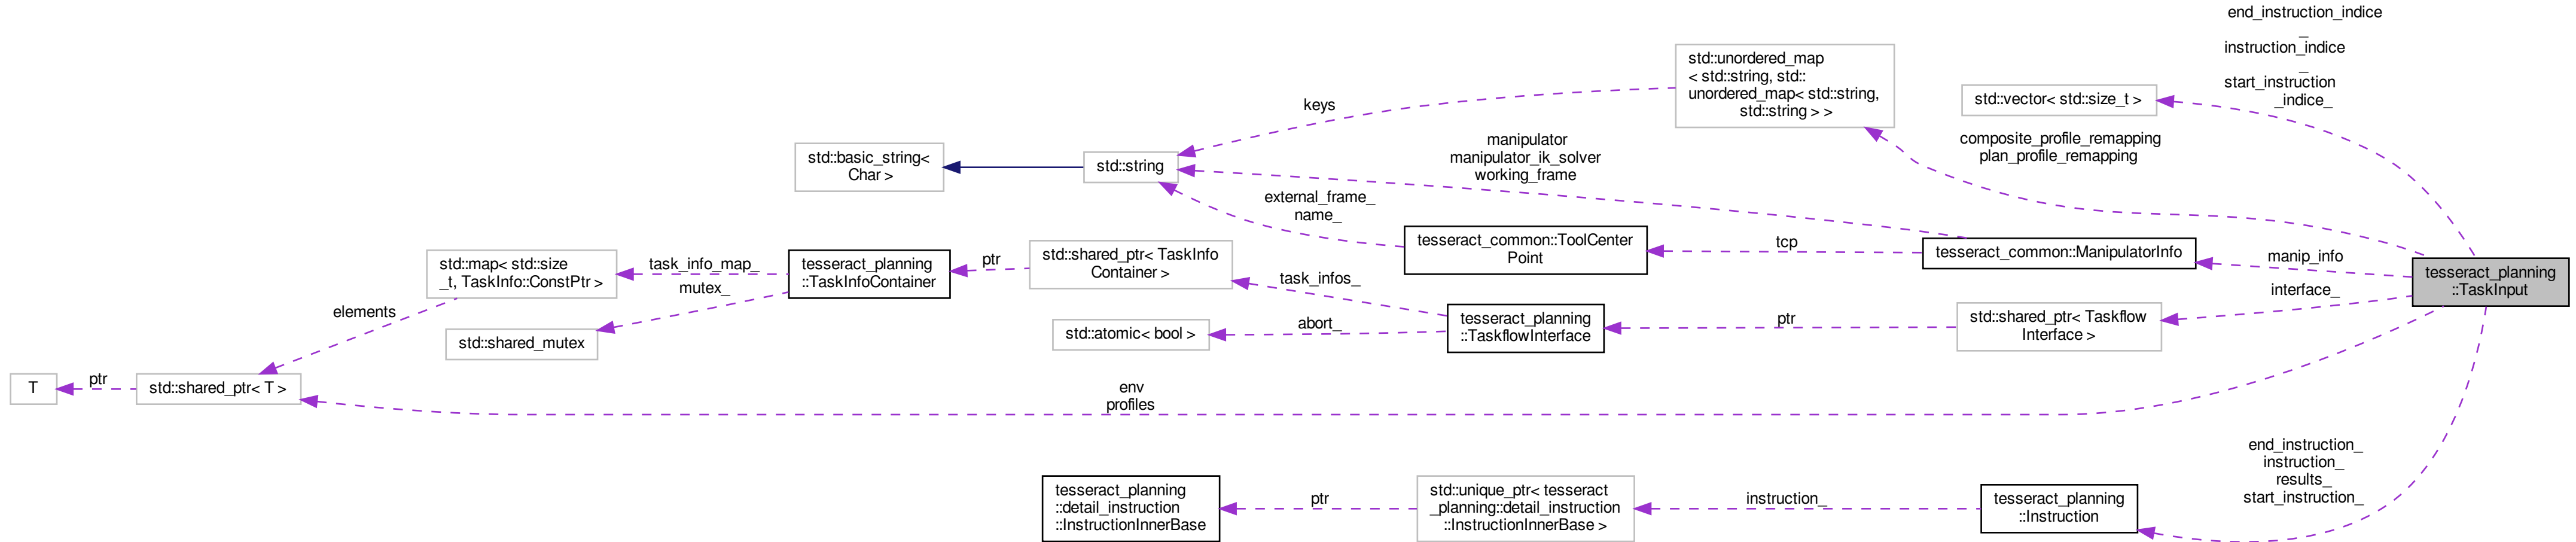 end_instruction_indice
_
instruction_indice
_
start_instruction
_indice_
std::unordered_map
< std::string, std::
unordered_map< std::string,
std::string > >
std::vector< std::size_t >
keys
composite_profile_remapping
plan_profile_remapping
manipulator
manipulator_ik_solver
working_frame
std::basic_string<
Char >
std::string
external_frame_
name_
tesseract_common::ToolCenter
Point
tcp
tesseract_common::ManipulatorInfo
manip_info
tesseract_planning
::TaskInput
std::map< std::size
_t, TaskInfo::ConstPtr >
task_info_map_
mutex_
tesseract_planning
::TaskInfoContainer
ptr
std::shared_ptr< TaskInfo
Container >
task_infos_
interface_
elements
std::shared_mutex
std::atomic< bool >
abort_
tesseract_planning
::TaskflowInterface
ptr
std::shared_ptr< Taskflow
Interface >
T
ptr
std::shared_ptr< T >
env
profiles
end_instruction_
instruction_
results_
start_instruction_
tesseract_planning
::detail_instruction
::InstructionInnerBase
ptr
std::unique_ptr< tesseract
_planning::detail_instruction
::InstructionInnerBase >
instruction_
tesseract_planning
::Instruction